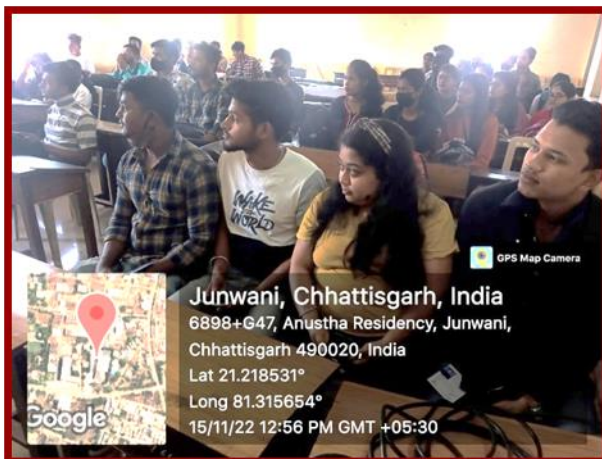 WAKE
WORLD
GPS Map Camera
Junwani, Chhattisgarh, India
6898+G47, Anustha Residency, Junwani,
Chhattisgarh 490020, India
Lat 21.218531°
Long 81.315654°
15/11/22 12:56 PM GMT +05:30
Google